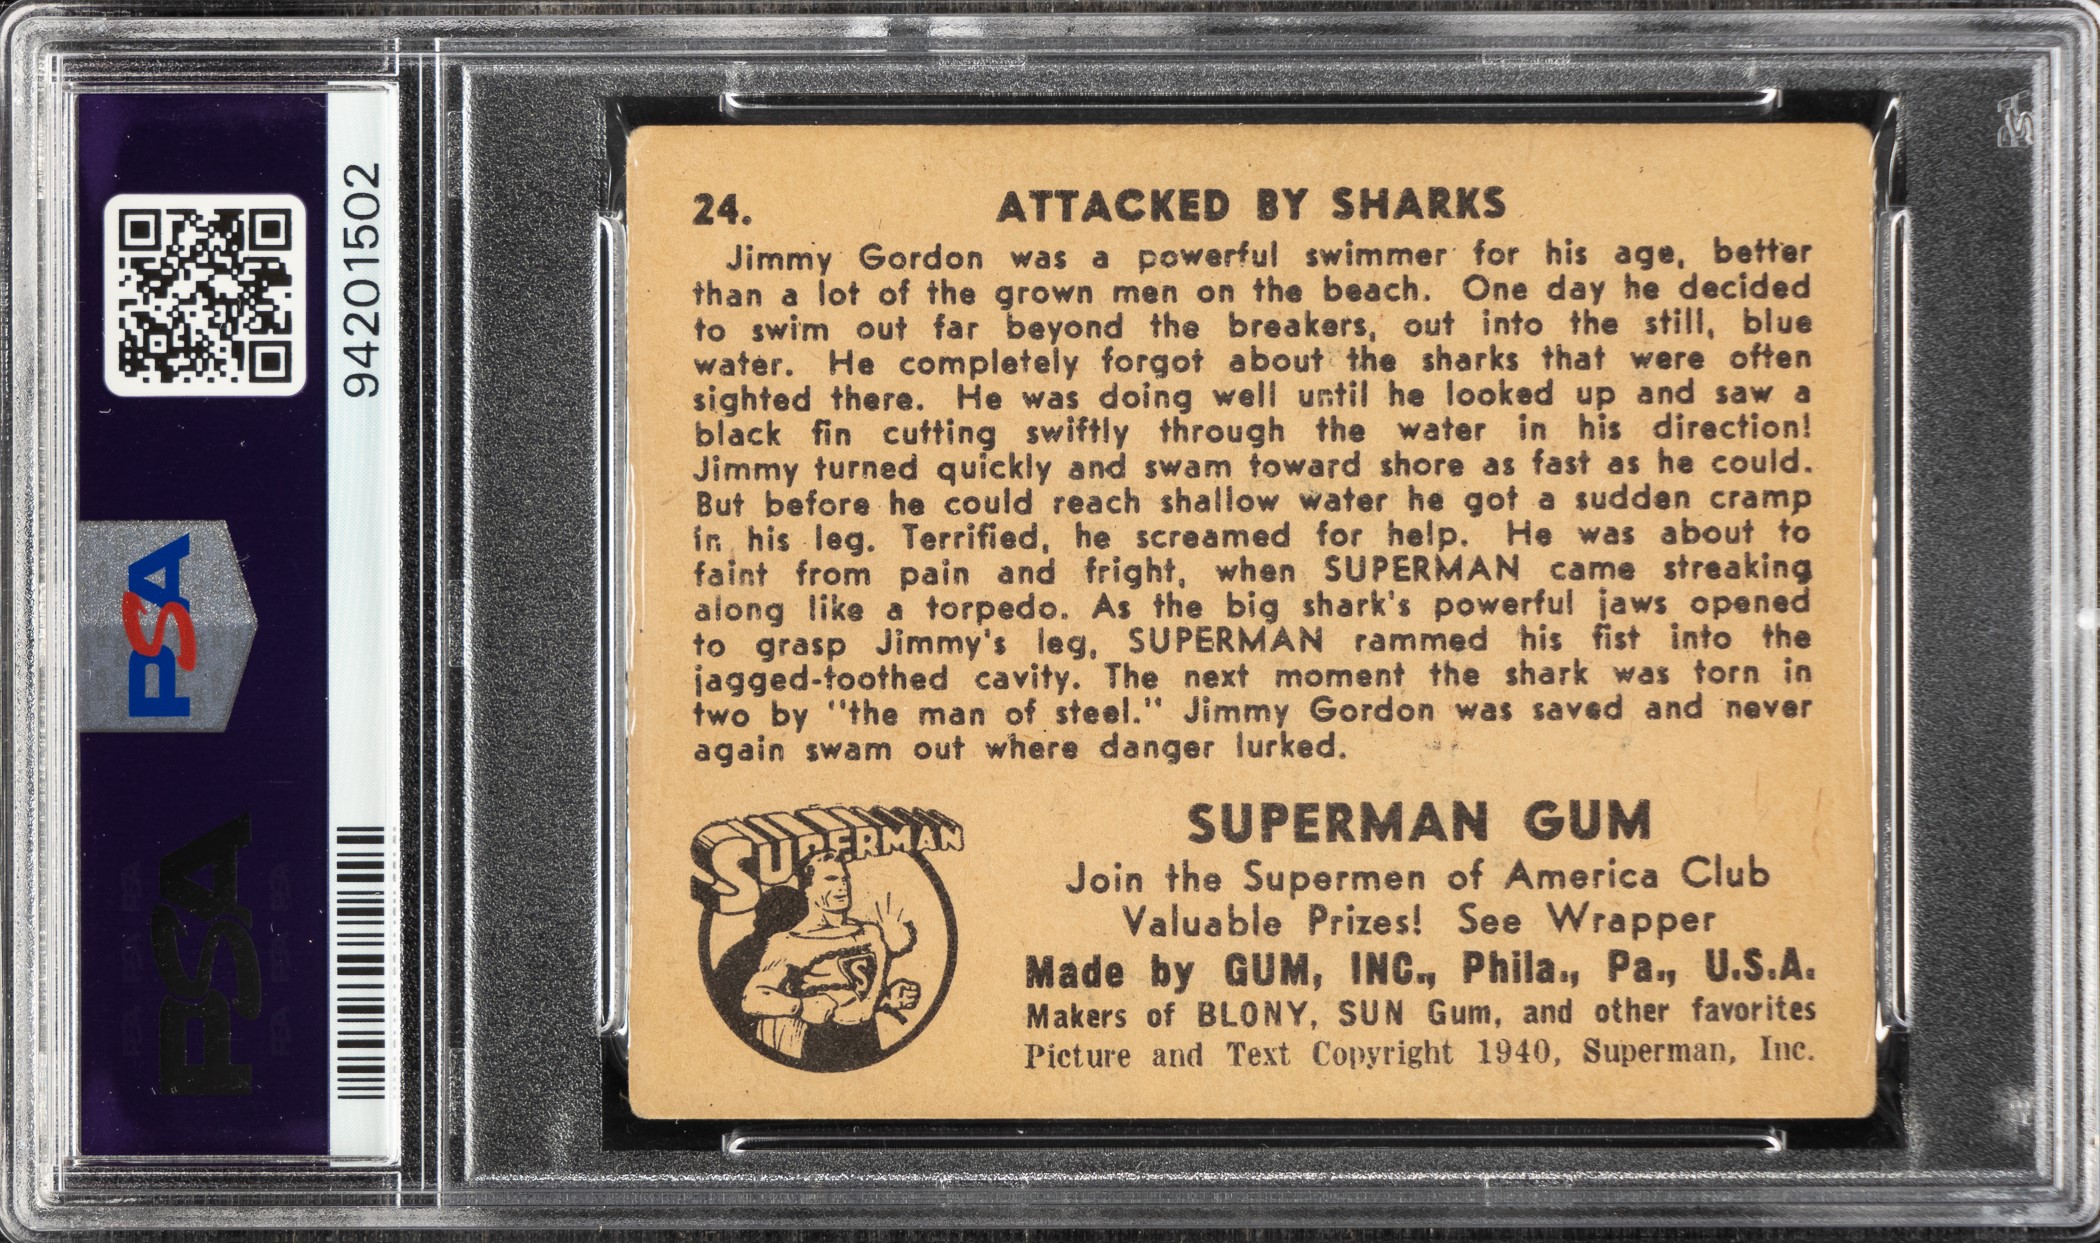 94201502
PSA
PSA
24. ATTACKED BY SHARKS
Jimmy Gordon was a powerful swimmer for his age, better
than a lot of the grown men on the beach. One day he decided
to swim out far beyond the breakers, out into the still, blue
water. He completely forgot about the sharks that were often
sighted there. He was doing well until he looked up and saw a
black fin cutting swiftly through the water in his direction!
Jimmy turned quickly and swam toward shore as fast as he could.
But before he could reach shallow water he got a sudden cramp
in his leg. Terrified, he screamed for help. He was about to
faint from pain and fright, when SUPERMAN came streaking
along like a torpedo. As the big shark's powerful jaws opened
to grasp Jimmy's leg, SUPERMAN rammed his fist into the
jagged-toothed cavity. The next moment the shark was torn in
two by "the man of steel." Jimmy Gordon was saved and never
again swam out where danger lurked.
SUPERMAN
S
SUPERMAN GUM
Join the Supermen of America Club
Valuable Prizes! See Wrapper
Made by GUM, INC., Phila., Pa., U.S.A.
Makers of BLONY, SUN Gum, and other favorites
Picture and Text Copyright 1940, Superman, Inc.
PSA